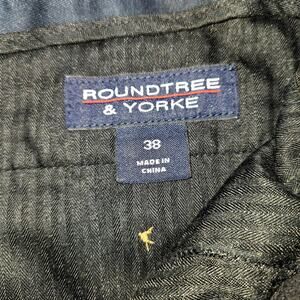 ROUNDTREE
& YORKE
38
MADE IN
CHINA